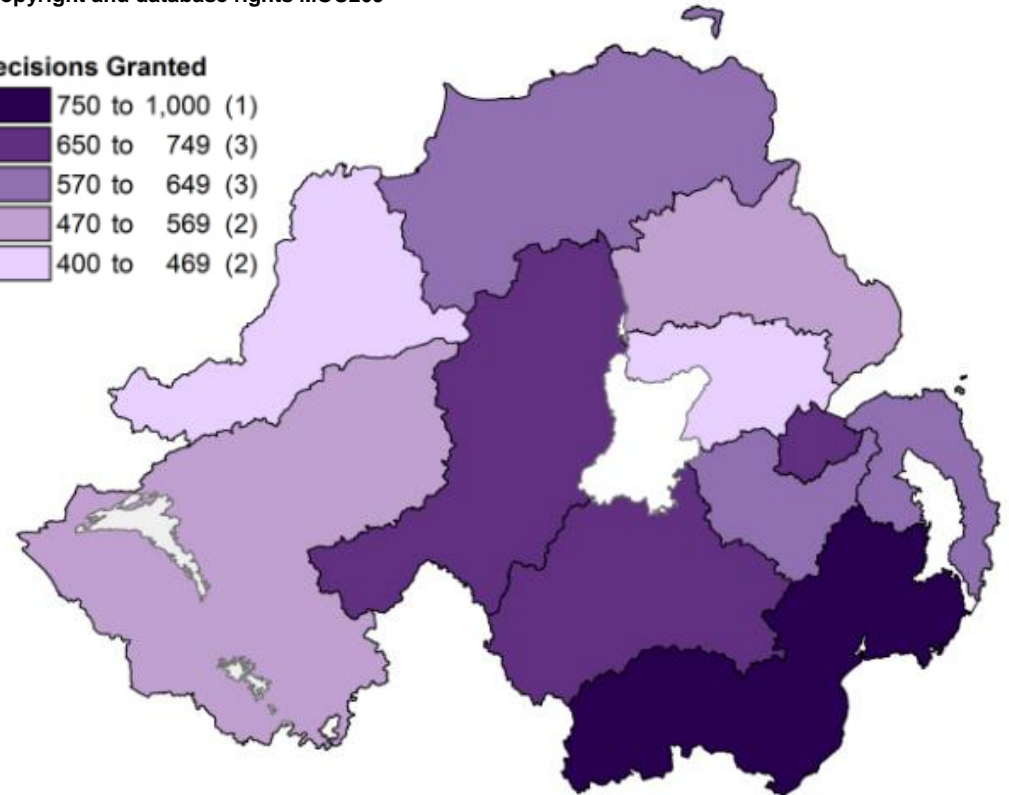 ecisions Granted
750 to 1,000 (1)
650 to 749 (3)
570 to 649 (3)
470 to 569 (2)
400 to 469 (2)